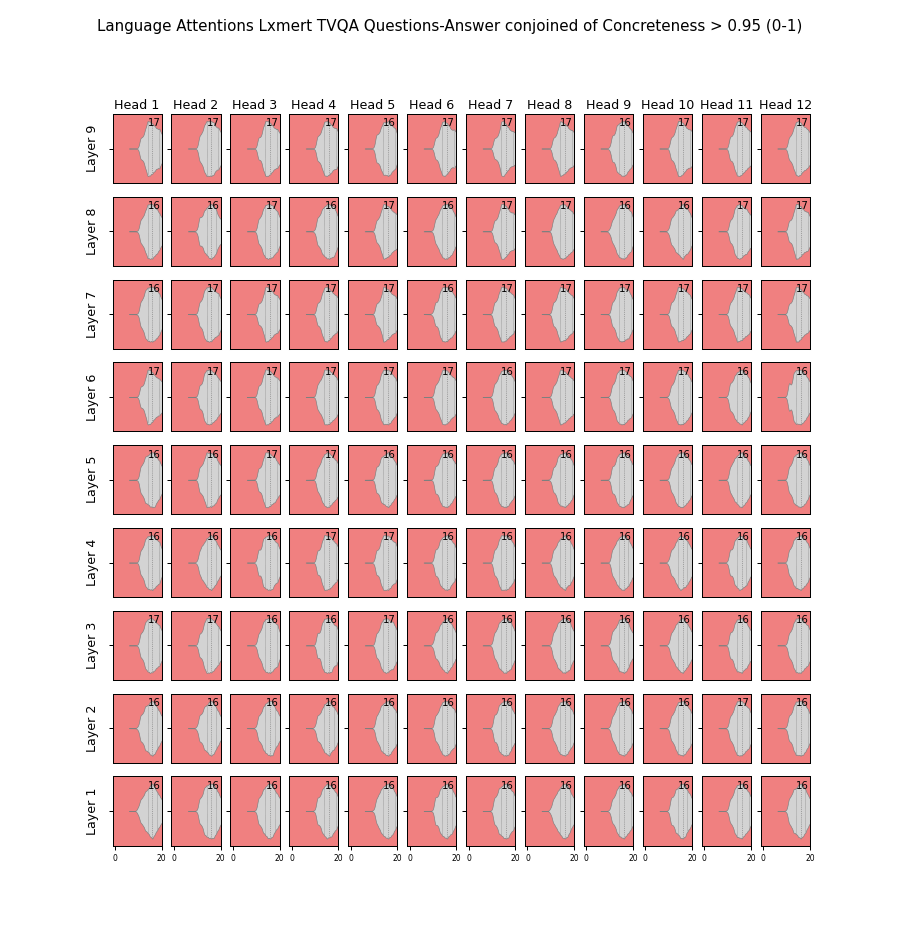 Language Attentions Lxmert TVQA Questions-Answer conjoined of Concreteness > 0.95 (0-1)
Head 1 Head 2 Head 3 Head 4 Head 5 Head 6 Head 7 Head 8 Head 9 Head 10 Head 11 Head 12
Layer 9 17 17 17 17 16 17 17 17 16 17 17 17
Layer 8 16 16 17 16 17 16 17 17 16 16 17 17
Layer 7 16 17 17 17 17 16 17 17 17 17 17 17
Layer 6 17 17 17 17 17 17 16 17 17 17 16 16
Layer 5 16 16 17 17 16 16 16 16 16 16 16 16
Layer 4 16 16 16 17 17 16 16 16 16 16 16 16
Layer 3 17 17 16 16 17 16 16 16 16 16 16 16
Layer 2 16 16 16 16 16 16 16 16 16 16 17 16
Layer 1 16 16 16 16 16 16 16 16 16 16 16 16
0 20 0 20 0 20 0 20 0 20 0 20 0 20 0 20 0 20 0 20 0 20 0 20